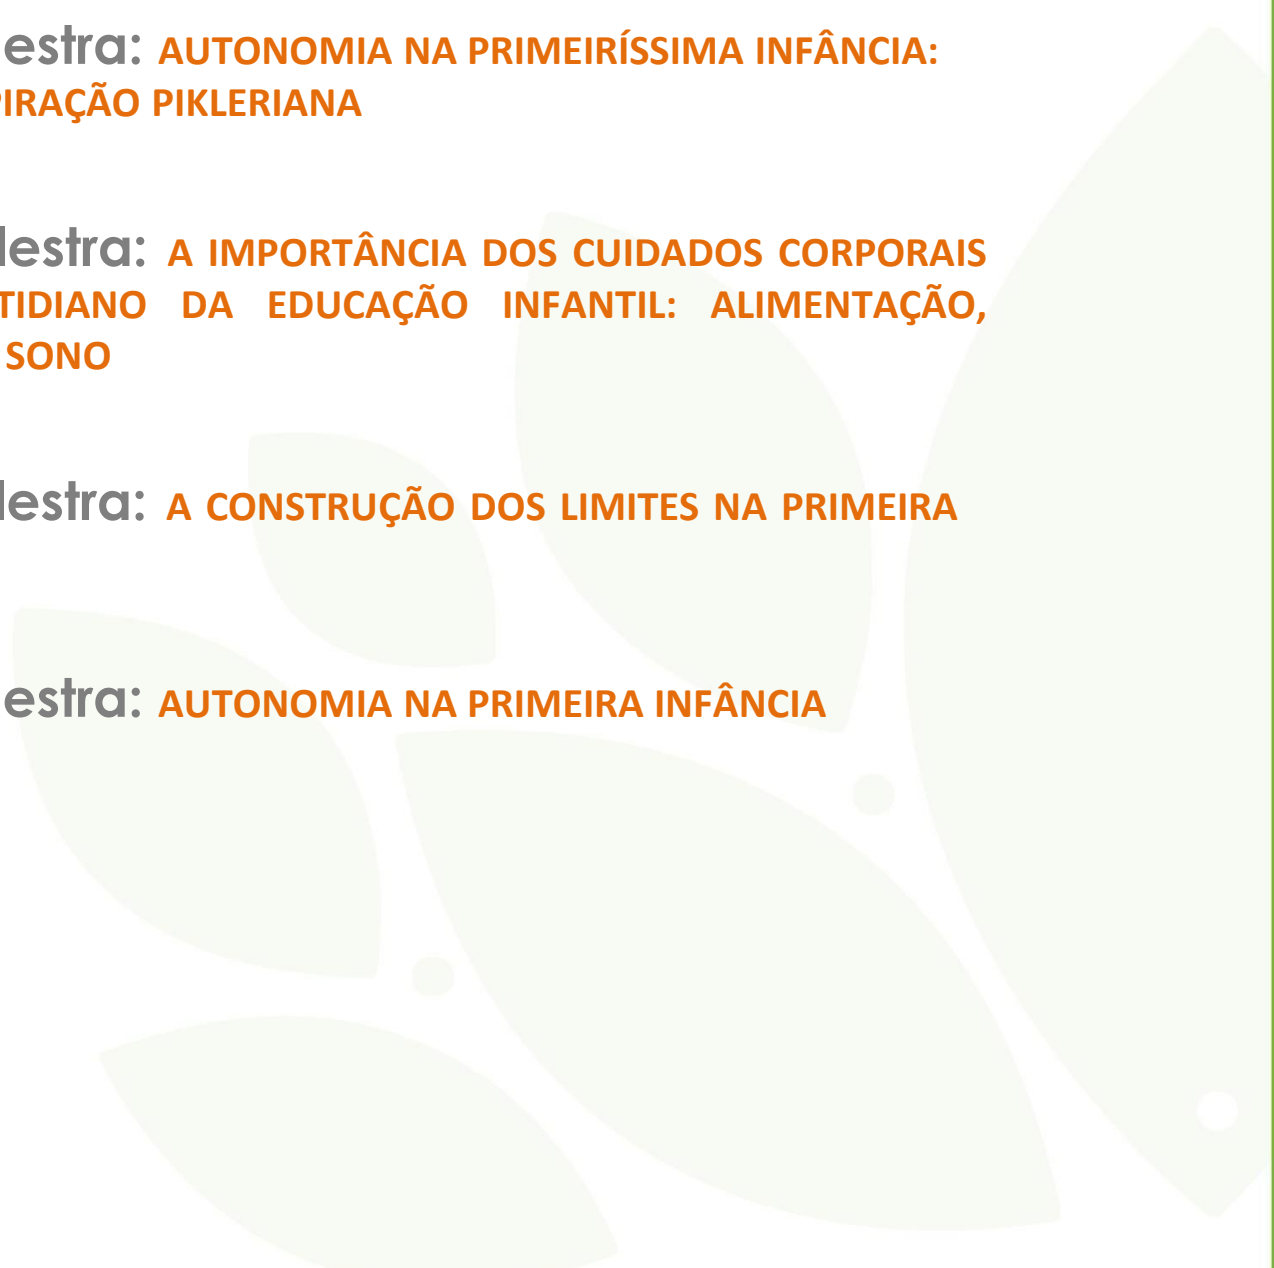 estra: AUTONOMIA NA PRIMEIRÍSSIMA INFÂNCIA:
PIRAÇÃO PIKLERIANA
lestra: A IMPORTÂNCIA DOS CUIDADOS CORPORAIS
TIDIANO DA EDUCAÇÃO INFANTIL: ALIMENTAÇÃO,
SONO
lestra: A CONSTRUÇÃO DOS LIMITES NA PRIMEIRA
estra: AUTONOMIA NA PRIMEIRA INFÂNCIA